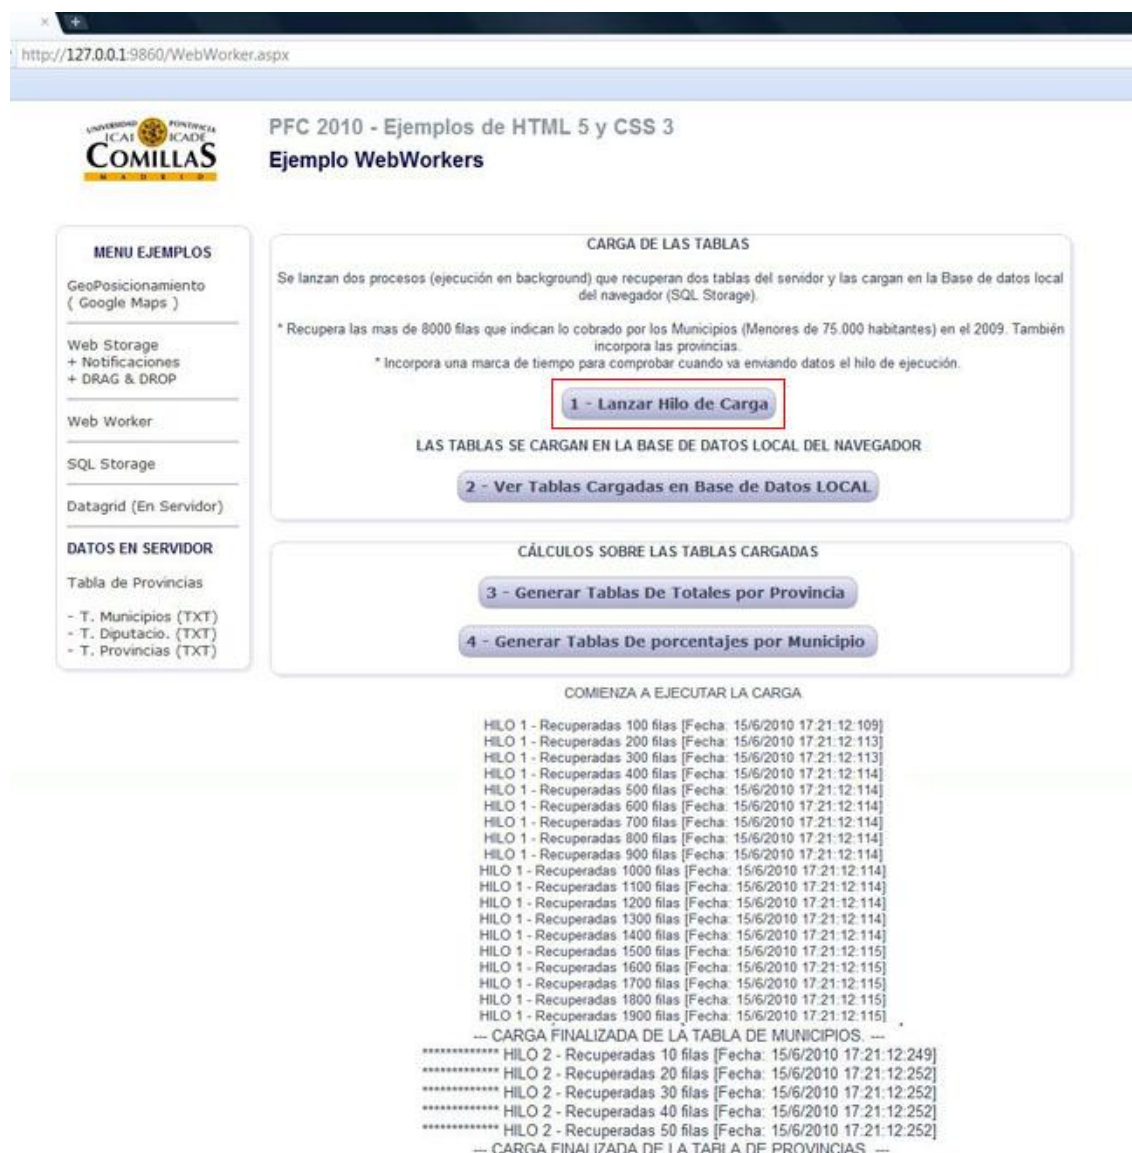 http://127.0.0.1:9860/WebWorker.aspx
UNIVERSIDAD PONTIFICIA
ICAI ICADE
COMILLAS
MADRID
PFC 2010 - Ejemplos de HTML 5 y CSS 3
Ejemplo WebWorkers
MENU EJEMPLOS
GeoPosicionamiento
( Google Maps )
Web Storage
+ Notificaciones
+ DRAG & DROP
Web Worker
SQL Storage
Datagrid (En Servidor)
DATOS EN SERVIDOR
Tabla de Provincias
- T. Municipios (TXT)
- T. Diputacio. (TXT)
- T. Provincias (TXT)
CARGA DE LAS TABLAS
Se lanzan dos procesos (ejecución en background) que recuperan dos tablas del servidor y las cargan en la Base de datos local
del navegador (SQL Storage).
* Recupera las mas de 8000 filas que indican lo cobrado por los Municipios (Menores de 75.000 habitantes) en el 2009. También
incorpora las provincias.
* Incorpora una marca de tiempo para comprobar cuando va enviando datos el hilo de ejecución.
1 - Lanzar Hilo de Carga
LAS TABLAS SE CARGAN EN LA BASE DE DATOS LOCAL DEL NAVEGADOR
2 - Ver Tablas Cargadas en Base de Datos LOCAL
CÁLCULOS SOBRE LAS TABLAS CARGADAS
3 - Generar Tablas De Totales por Provincia
4 - Generar Tablas De porcentajes por Municipio
COMIENZA A EJECUTAR LA CARGA
HILO 1 - Recuperadas 100 filas [Fecha: 15/6/2010 17:21:12:109]
HILO 1 - Recuperadas 200 filas [Fecha: 15/6/2010 17:21:12:113]
HILO 1 - Recuperadas 300 filas [Fecha: 15/6/2010 17:21:12:113]
HILO 1 - Recuperadas 400 filas [Fecha: 15/6/2010 17:21:12:114]
HILO 1 - Recuperadas 500 filas [Fecha: 15/6/2010 17:21:12:114]
HILO 1 - Recuperadas 600 filas [Fecha: 15/6/2010 17:21:12:114]
HILO 1 - Recuperadas 700 filas [Fecha: 15/6/2010 17:21:12:114]
HILO 1 - Recuperadas 800 filas [Fecha: 15/6/2010 17:21:12:114]
HILO 1 - Recuperadas 900 filas [Fecha: 15/6/2010 17:21:12:114]
HILO 1 - Recuperadas 1000 filas [Fecha: 15/6/2010 17:21:12:114]
HILO 1 - Recuperadas 1100 filas [Fecha: 15/6/2010 17:21:12:114]
HILO 1 - Recuperadas 1200 filas [Fecha: 15/6/2010 17:21:12:114]
HILO 1 - Recuperadas 1300 filas [Fecha: 15/6/2010 17:21:12:114]
HILO 1 - Recuperadas 1400 filas [Fecha: 15/6/2010 17:21:12:114]
HILO 1 - Recuperadas 1500 filas [Fecha: 15/6/2010 17:21:12:115]
HILO 1 - Recuperadas 1600 filas [Fecha: 15/6/2010 17:21:12:115]
HILO 1 - Recuperadas 1700 filas [Fecha: 15/6/2010 17:21:12:115]
HILO 1 - Recuperadas 1800 filas [Fecha: 15/6/2010 17:21:12:115]
HILO 1 - Recuperadas 1900 filas [Fecha: 15/6/2010 17:21:12:115]
--- CARGA FINALIZADA DE LA TABLA DE MUNICIPIOS. ---
************* HILO 2 - Recuperadas 10 filas [Fecha: 15/6/2010 17:21:12:249]
************* HILO 2 - Recuperadas 20 filas [Fecha: 15/6/2010 17:21:12:252]
************* HILO 2 - Recuperadas 30 filas [Fecha: 15/6/2010 17:21:12:252]
************* HILO 2 - Recuperadas 40 filas [Fecha: 15/6/2010 17:21:12:252]
************* HILO 2 - Recuperadas 50 filas [Fecha: 15/6/2010 17:21:12:252]
--- CARGA FINALIZADA DE LA TABLA DE PROVINCIAS. ---